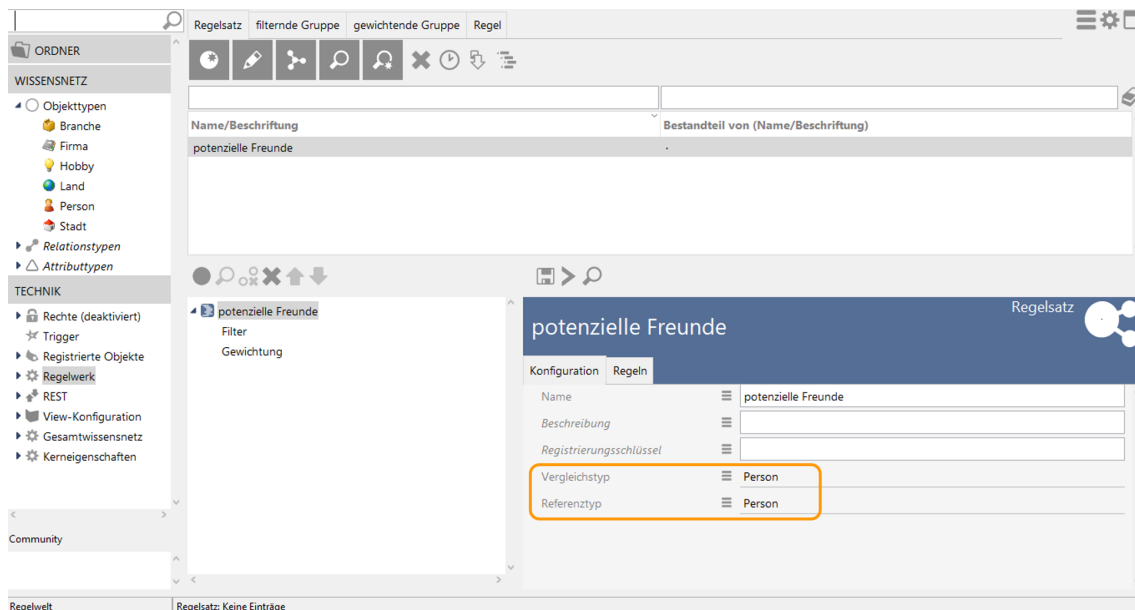 Regelsatz filternde Gruppe gewichtende Gruppe Regel
ORDNER
WISSENSNETZ
Objekttypen
Branche
Firma
Hobby
Land
Person
Stadt
Relationstypen
Attributtypen
TECHNIK
Rechte (deaktiviert)
Trigger
Registrierte Objekte
Regelwerk
REST
View-Konfiguration
Gesamtwissensnetz
Kerneigenschaften
Community
Name/Beschriftung Bestandteil von (Name/Beschriftung)
potenzielle Freunde
potenzielle Freunde
Filter
Gewichtung
Regelsatz
potenzielle Freunde
Konfiguration Regeln
Name potenzielle Freunde
Beschreibung
Registrierungsschlüssel
Vergleichstyp Person
Referenztyp Person
Regelwelt Regelsatz: Keine Einträge